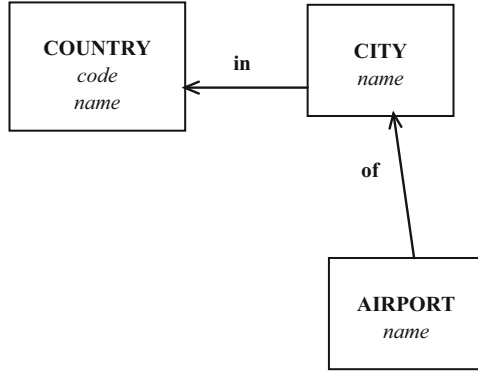 COUNTRY
code
name
in
CITY
name
of
AIRPORT
name